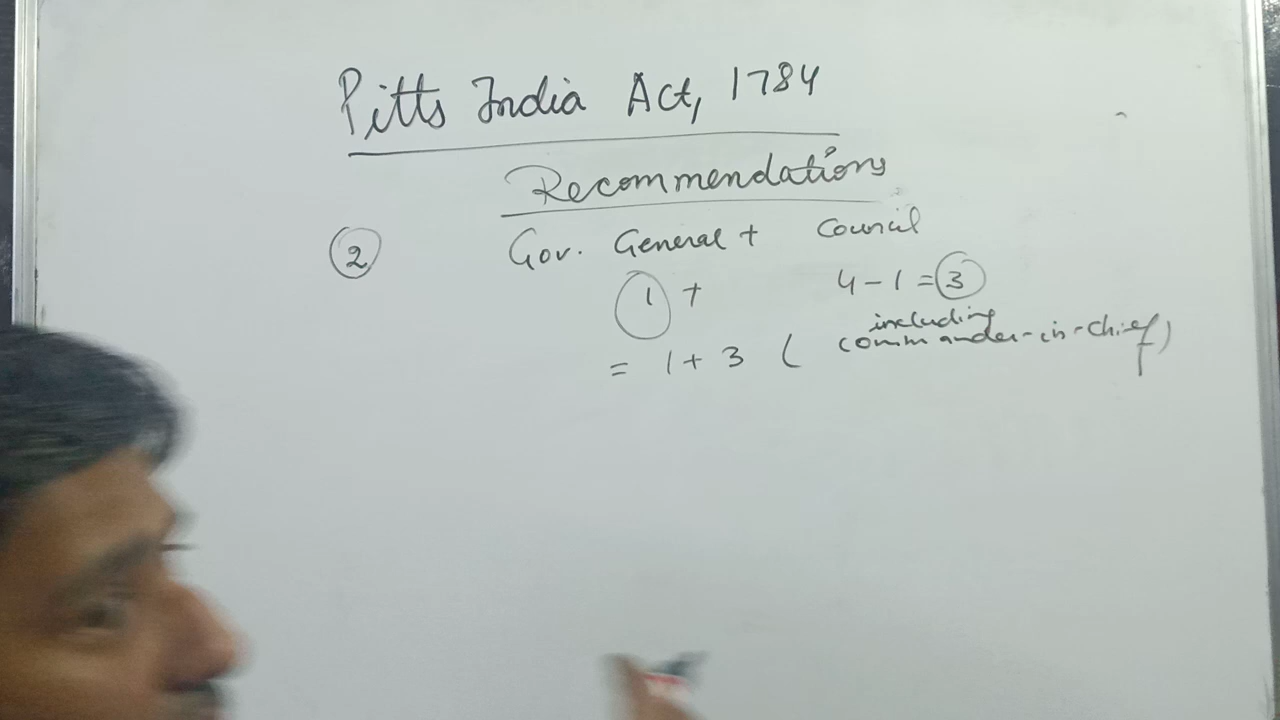 Pitts India Act, 1784
Recommendations
② Gov. General + Council
1 + 4-1=3
= 1+3 ( including commander-in-chief)